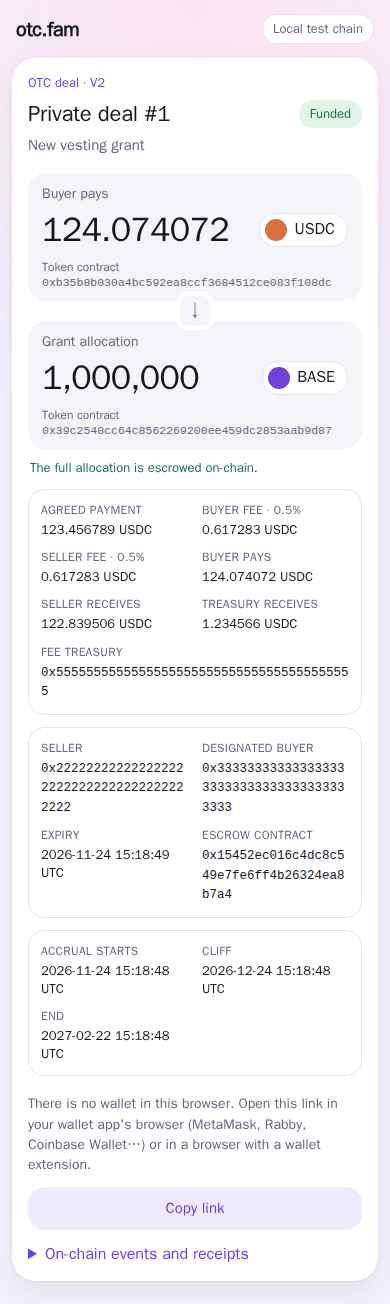 otc.fam
Local test chain
OTC deal · V2
Private deal #1
Funded
New vesting grant
Buyer pays
124.074072
USDC
Token contract
0xb35b8b030a4bc592ea8ccf3684512ce083f108dc
↓
Grant allocation
1,000,000
BASE
Token contract
0x39c2540cc64c8562269200ee459dc2853aab9d87
The full allocation is escrowed on-chain.
AGREED PAYMENT
123.456789 USDC
BUYER FEE · 0.5%
0.617283 USDC
SELLER FEE · 0.5%
0.617283 USDC
BUYER PAYS
124.074072 USDC
SELLER RECEIVES
122.839506 USDC
TREASURY RECEIVES
1.234566 USDC
FEE TREASURY
0x555555555555555555555555555555555555555
5
SELLER
0x22222222222222222
2222222222222222222
2222
DESIGNATED BUYER
0x33333333333333333
3333333333333333333
3333
EXPIRY
2026-11-24 15:18:49
UTC
ESCROW CONTRACT
0x15452ec016c4dc8c5
49e7fe6ff4b26324ea8
b7a4
ACCRUAL STARTS
2026-11-24 15:18:48
UTC
CLIFF
2026-12-24 15:18:48
UTC
END
2027-02-22 15:18:48
UTC
There is no wallet in this browser. Open this link in
your wallet app's browser (MetaMask, Rabby,
Coinbase Wallet…) or in a browser with a wallet
extension.
Copy link
▶ On-chain events and receipts